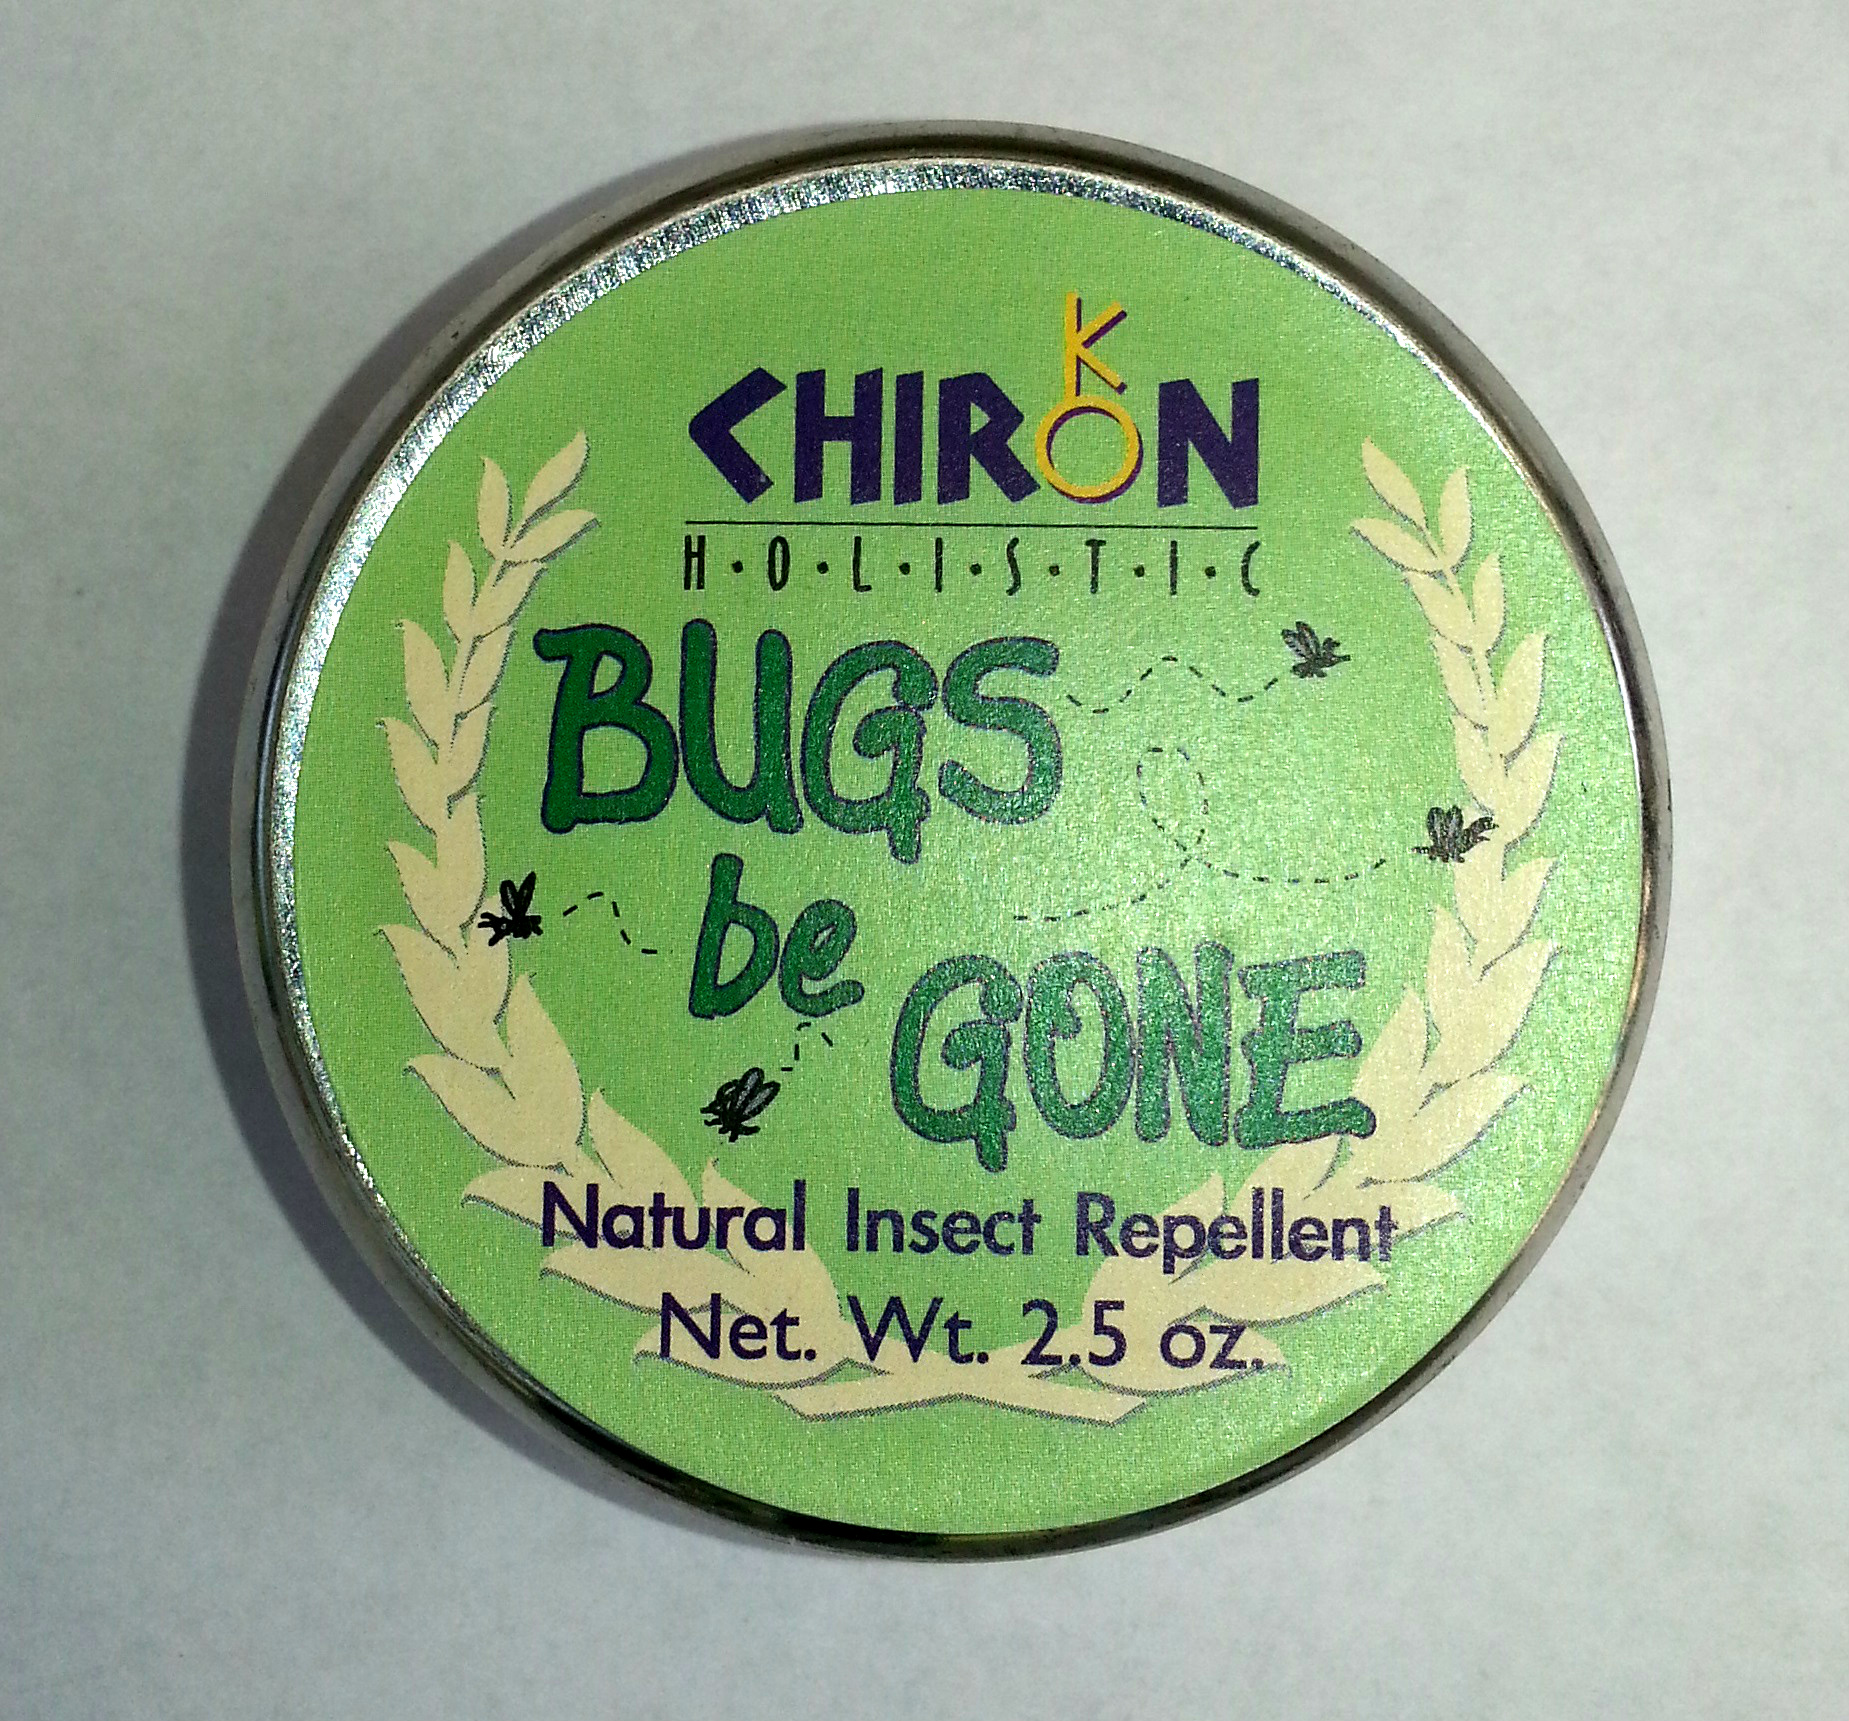 CHIRON
H·O·L·I·S·T·I·C
BUGS
be
GONE
Natural Insect Repellent
Net. Wt. 2.5 oz.